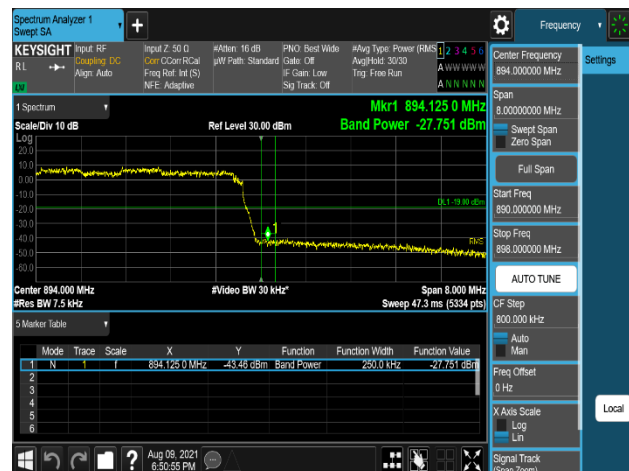 Spectrum Analyzer 1
Swept SA
Frequency
KEYSIGHT
RL
Input: RF
Coupling: DC
Align: Auto
Input Z: 50 Ω
Corr CCorr RCal
Freq Ref: Int (S)
NFE: Adaptive
#Atten: 16 dB
µW Path: Standard
PNO: Best Wide
Gate: Off
IF Gain: Low
Sig Track: Off
#Avg Type: Power (RMS
Avg|Hold: 30/30
Trig: Free Run
1 2 3 4 5 6
A W W W W W
A N N N N N
1 Spectrum
Scale/Div 10 dB
Ref Level 30.00 dBm
Mkr1 894.125 0 MHz
Band Power -27.751 dBm
Log
20.0
10.0
0.00
-10.0
-20.0
-30.0
-40.0
-50.0
-60.0
DL1 -19.00 dBm
1
RMS
Center 894.000 MHz
#Res BW 7.5 kHz
#Video BW 30 kHz*
Span 8.000 MHz
Sweep 47.3 ms (5334 pts)
5 Marker Table
Mode Trace Scale X Y Function Function Width Function Value
1 N 1 f 894.125 0 MHz -43.46 dBm Band Power 250.0 kHz -27.751 dBm
2
3
4
5
6
Aug 09, 2021
6:50:55 PM
Center Frequency
894.000000 MHz
Settings
Span
8.00000000 MHz
Swept Span
Zero Span
Full Span
Start Freq
890.000000 MHz
Stop Freq
898.000000 MHz
AUTO TUNE
CF Step
800.000 kHz
Auto
Man
Freq Offset
0 Hz
X Axis Scale
Log
Lin
Local
Signal Track
(Span Zoom)